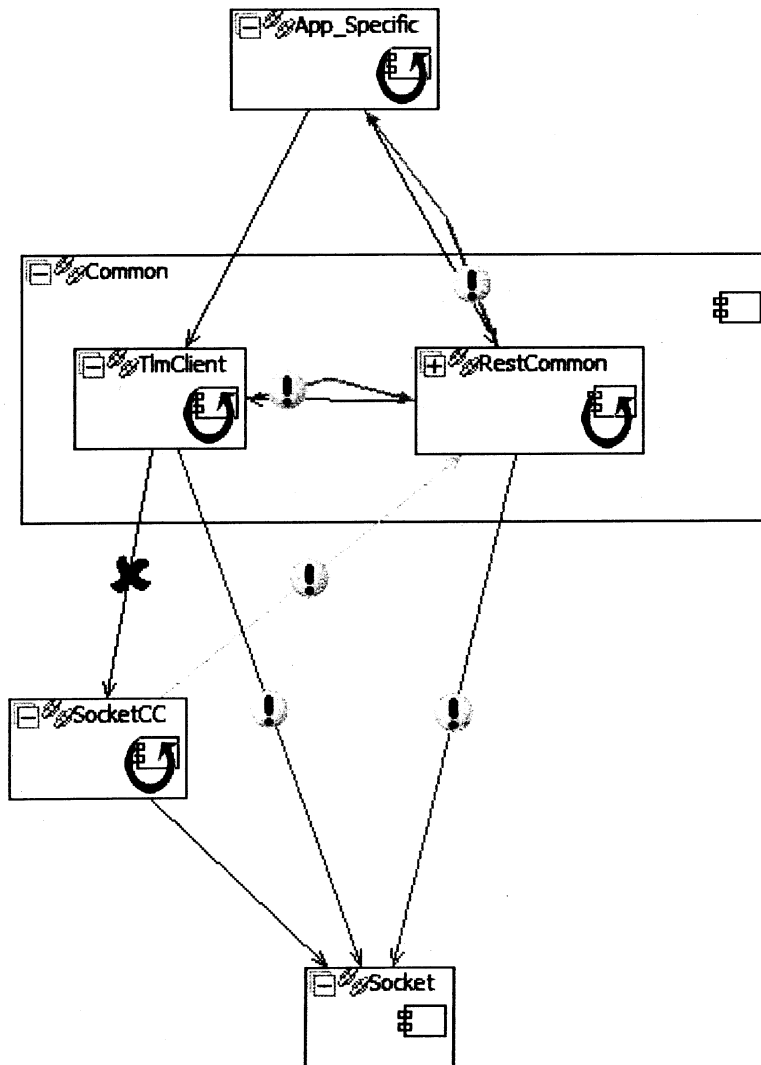 App_Specific
Common
!
TlmClient
!
RestCommon
!
SocketCC
!
!
Socket